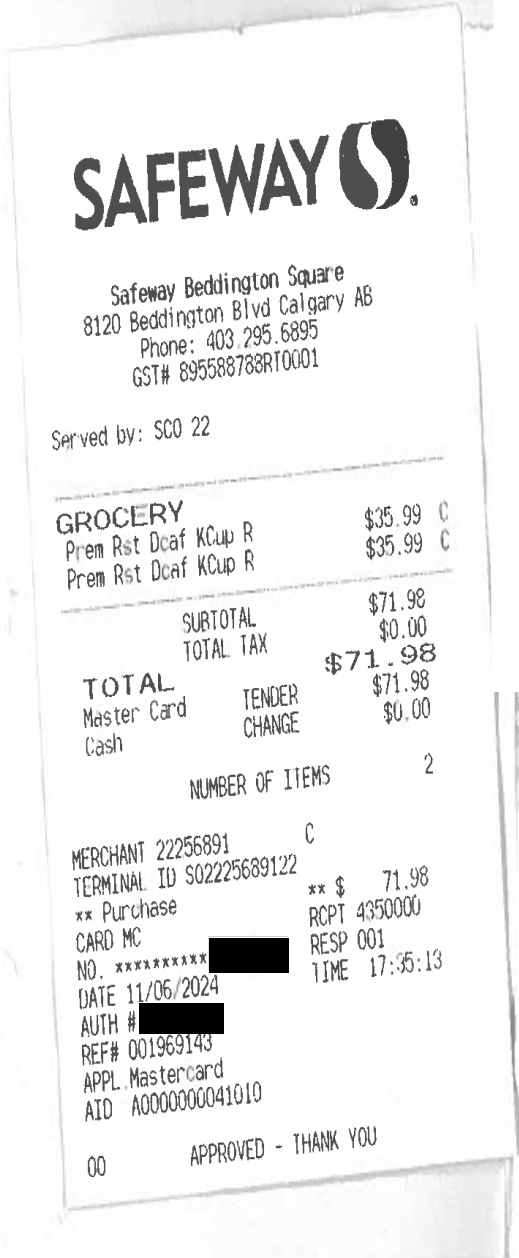 SAFEWAY
Safeway Beddington Square
8120 Beddington Blvd Calgary AB
Phone: 403.295.6895
GST# 895588788RT0001
Served by: SCO 22
GROCERY
Prem Rst Dcaf KCup R $35.99 C
Prem Rst Dcaf KCup R $35.99 C
SUBTOTAL $71.98
TOTAL TAX $0.00
TOTAL $71.98
Master Card TENDER $71.98
Cash CHANGE $0.00
NUMBER OF ITEMS 2
MERCHANT 22256891 C
TERMINAL ID S02225689122
** Purchase ** $ 71.98
CARD MC RCPT 4350000
NO. ********** RESP 001
DATE 11/06/2024 TIME 17:35:13
AUTH #
REF# 001969143
APPL.Mastercard
AID A0000000041010
00 APPROVED - THANK YOU